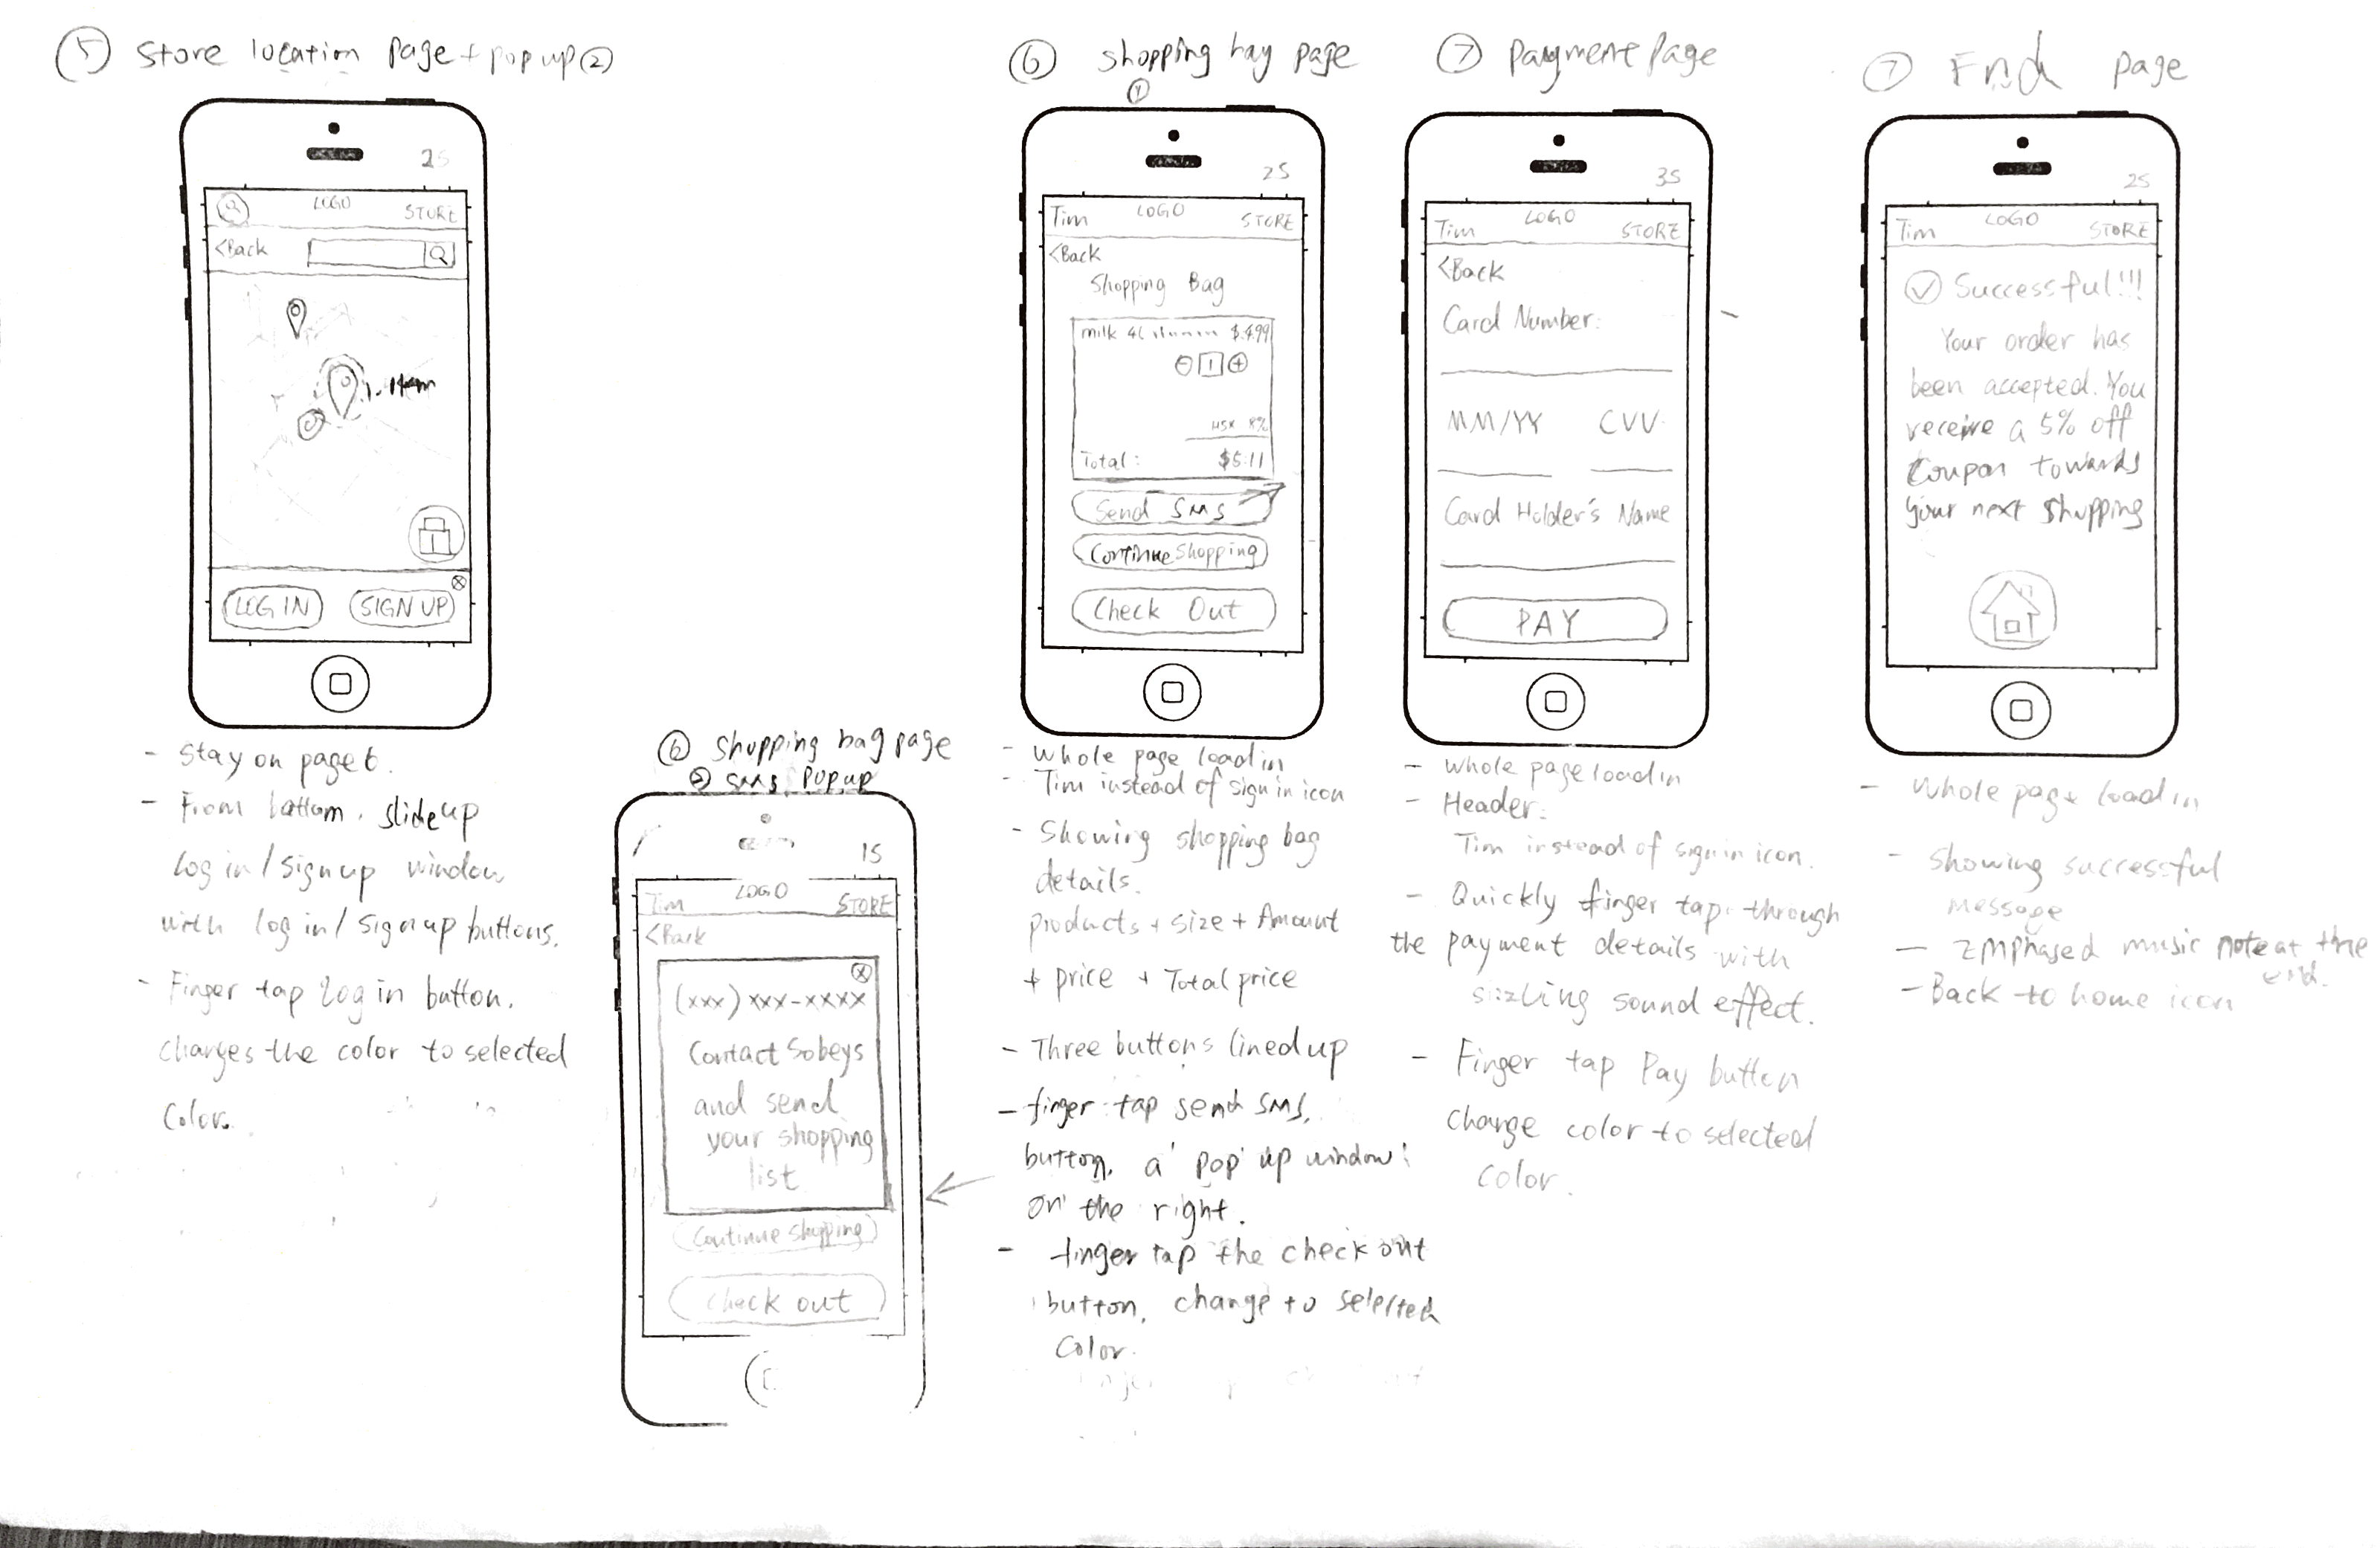 ⑤ Store location page + pop up ②
2S
LOGO
STORE
<Back
1. Item
LOG IN
SIGN UP
- Stay on page 6.
- From bottom, slide up
log in / sign up window
with log in / sign up buttons.
- Finger tap log in button.
changes the color to selected
color.
⑥ shopping bag page
② SMS popup
1S
Tim LOGO STORE
<Back
(xxx) xxx-xxxx
Contact Sobeys
and send
your shopping
list
Continue Shopping
Check out
⑥ shopping bag page
①
2S
Tim LOGO STORE
<Back
Shopping Bag
milk 4L $4.99
1
8%
Total: $5.11
Send SMS
Continue Shopping
Check Out
- whole page load in
- Tim instead of sign in icon
- Showing shopping bag
details.
products + size + Amount
+ price + Total price
- Three buttons lined up
- finger tap send SMS,
button, a pop up window
on the right.
- finger tap the check out
button, change to selected
Color.
⑦ Payment Page
3S
Tim LOGO STORE
<Back
Card Number:
MM/YY CVV
Card Holder's Name
PAY
- whole page load in
- Header:
Tim instead of sign in icon.
- Quickly finger tap through
the payment details with
sizzling sound effect.
- Finger tap Pay button
change color to selected
color.
⑦ End page
2S
Tim LOGO STORE
Successful!!!
Your order has
been accepted. You
receive a 5% off
Coupon towards
your next shopping
- Whole page load in
- showing successful
message
- Emphased music note at the
end.
- Back to home icon